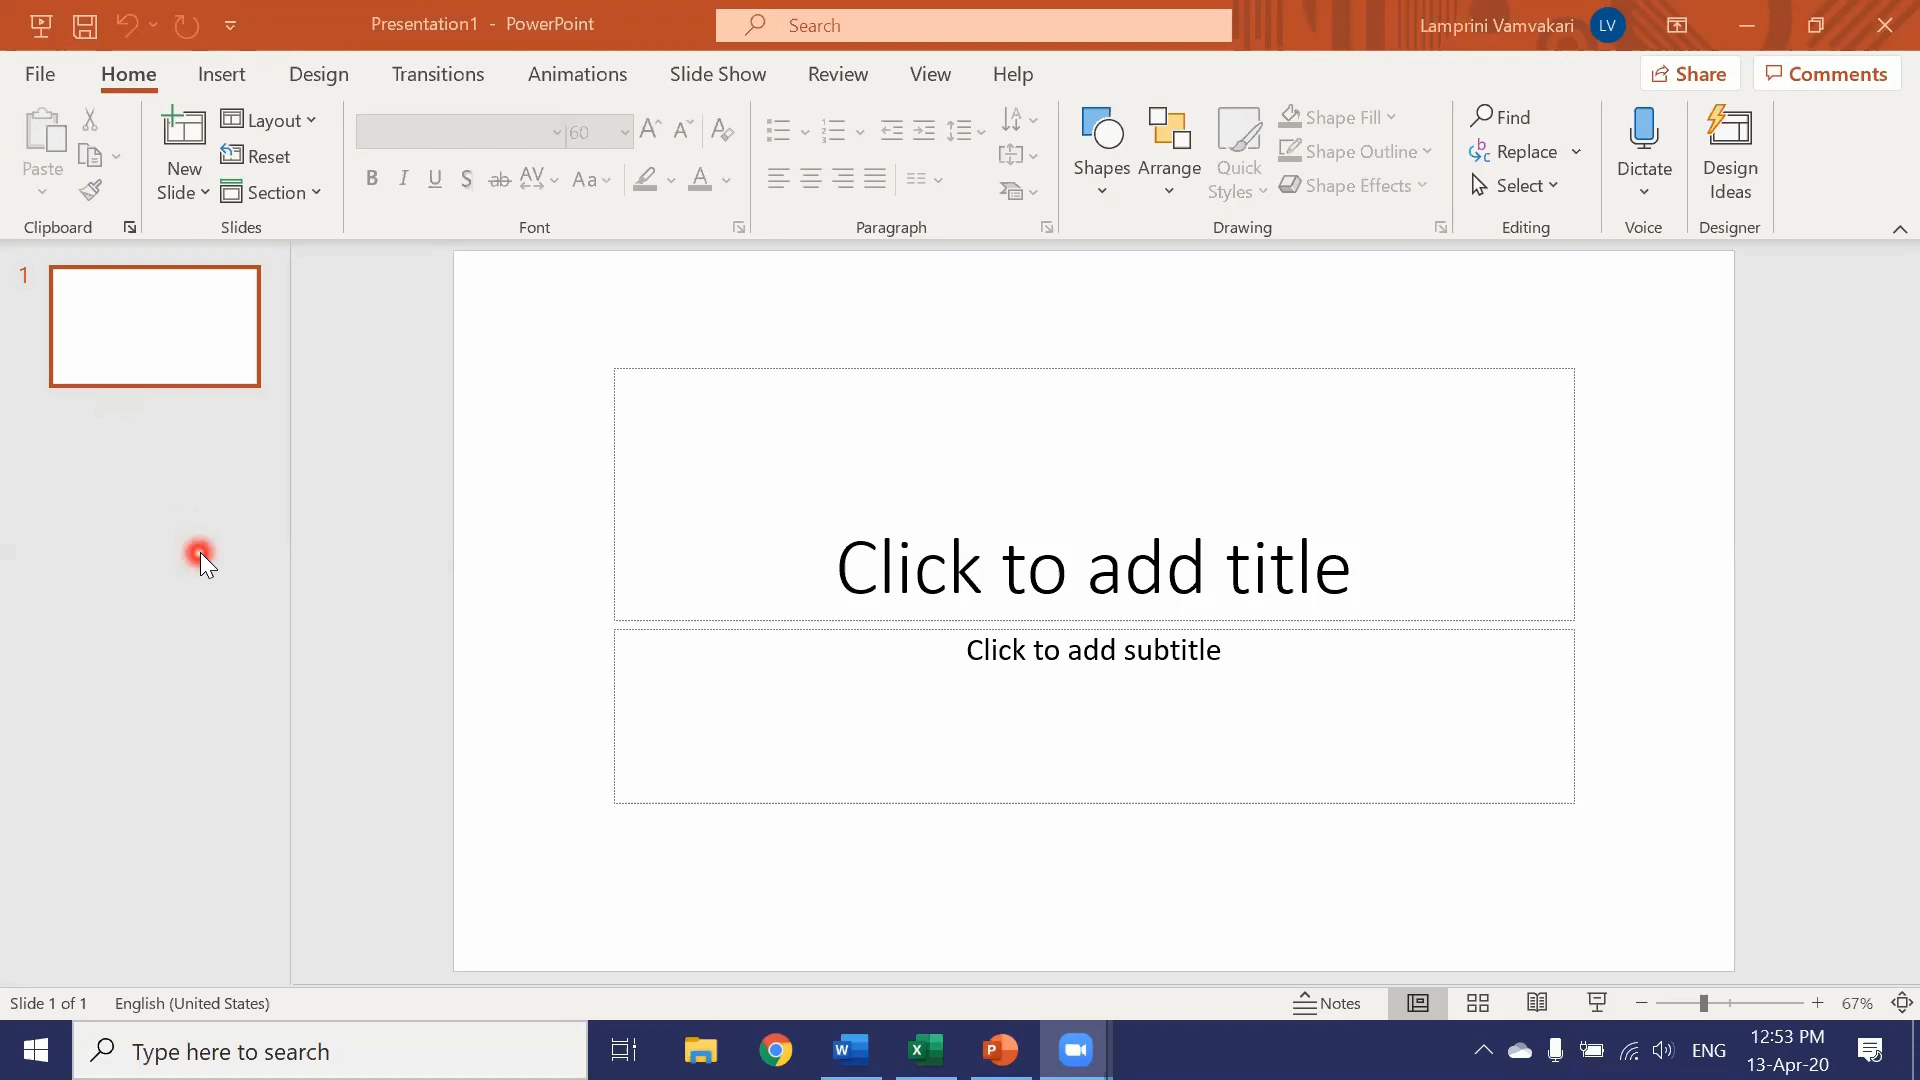 Presentation1 - PowerPoint
Search
Lamprini Vamvakari
LV
File
Home
Insert
Design
Transitions
Animations
Slide Show
Review
View
Help
Share
Comments
Paste
Clipboard
New
Slide
Layout
Reset
Section
Slides
60
B I U S ab AV Aa A
Font
Paragraph
Shapes
Arrange
Quick
Styles
Shape Fill
Shape Outline
Shape Effects
Drawing
Find
Replace
Select
Editing
Dictate
Voice
Design
Ideas
Designer
1
Click to add title
Click to add subtitle
Slide 1 of 1
English (United States)
Notes
67%
Type here to search
W
X
P
ENG
12:53 PM
13-Apr-20